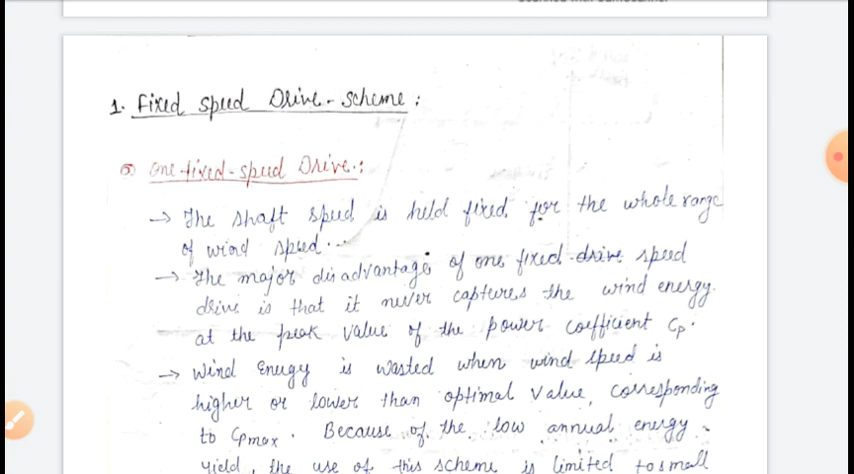 1. Fixed speed Drive-scheme :
① One-fixed-speed Drive :
→ The shaft speed is held fixed for the whole range
of wind speed.
→ The major disadvantage of one fixed-drive speed
drive is that it never captures the wind energy
at the peak value of the power coefficient Cp.
→ Wind Energy is wasted when wind speed is
higher or lower than optimal value, corresponding
to Cpmax. Because of the low annual energy
yield, the use of this scheme is limited to small